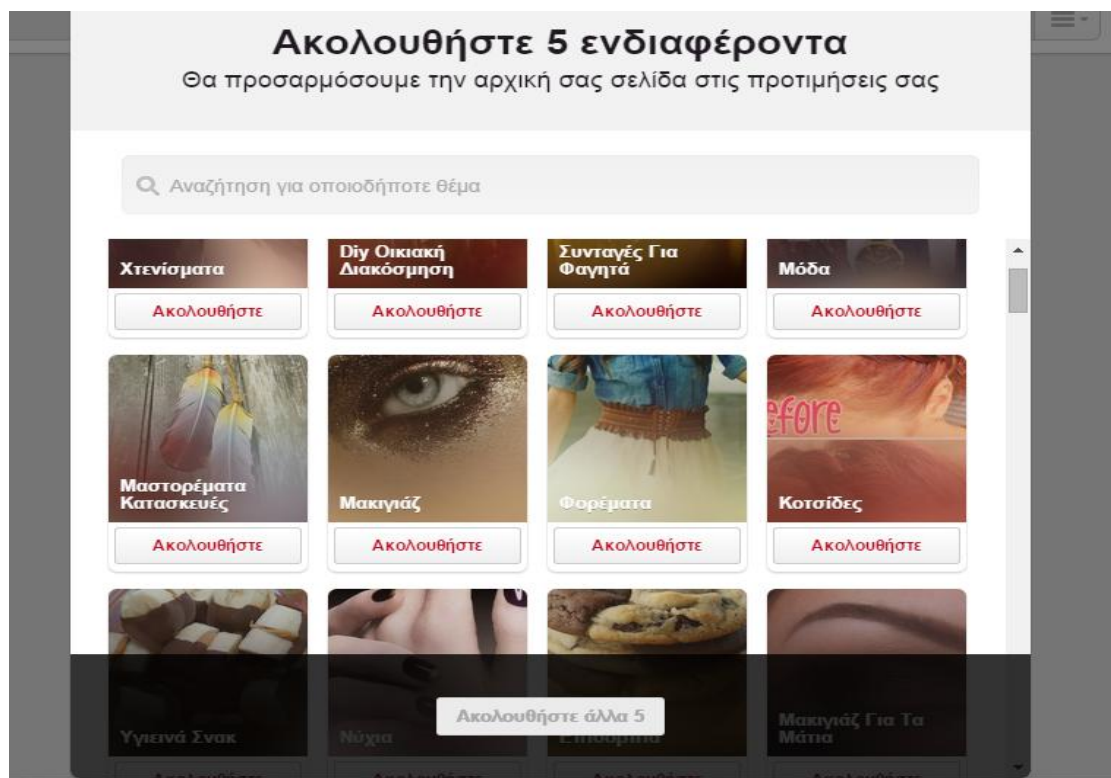 Ακολουθήστε 5 ενδιαφέροντα
Θα προσαρμόσουμε την αρχική σας σελίδα στις προτιμήσεις σας
Αναζήτηση για οποιοδήποτε θέμα
Χτενίσματα
Diy Οικιακή
Διακόσμηση
Συνταγές Για
Φαγητά
Μόδα
Ακολουθήστε
Ακολουθήστε
Ακολουθήστε
Ακολουθήστε
efore
Μαστορέματα
Κατασκευές
Μακιγιάζ
Φορέματα
Κοτσίδες
Ακολουθήστε
Ακολουθήστε
Ακολουθήστε
Ακολουθήστε
Υγιεινά Σνακ
Νύχια
Επιδόρπια
Μακιγιάζ Για Τα
Μάτια
Ακολουθήστε άλλα 5